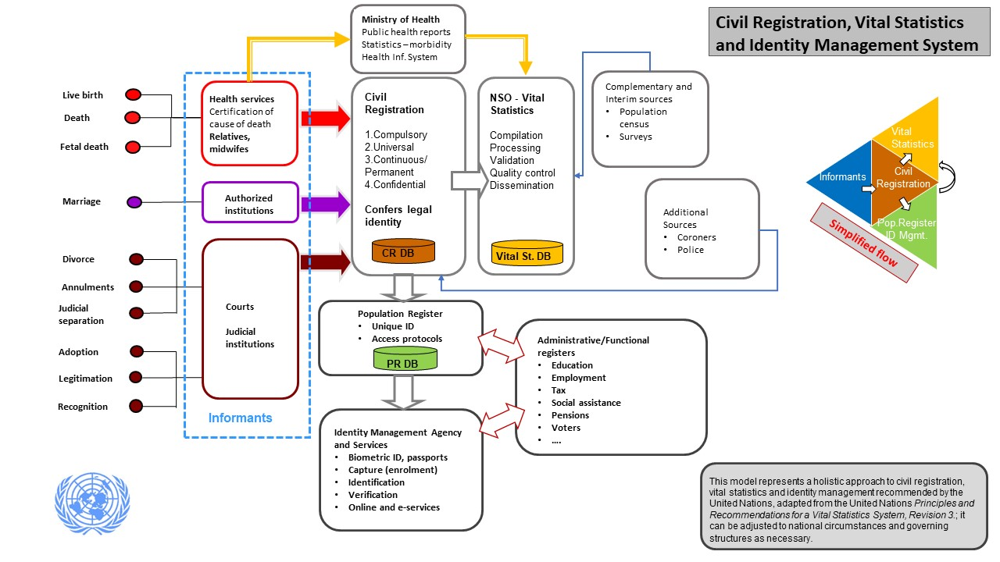 Civil Registration, Vital Statistics
and Identity Management System
Ministry of Health
Public health reports
Statistics – morbidity
Health Inf. System
Live birth
Death
Fetal death
Marriage
Divorce
Annulments
Judicial
separation
Adoption
Legitimation
Recognition
Health services
Certification of
cause of death
Relatives,
midwifes
Authorized
institutions
Courts
Judicial
institutions
Informants
Civil
Registration
1.Compulsory
2.Universal
3.Continuous/
Permanent
4.Confidential
Confers legal
identity
CR DB
NSO - Vital
Statistics
Compilation
Processing
Validation
Quality control
Dissemination
Vital St. DB
Complementary and
Interim sources
• Population
census
• Surveys
Additional
Sources
• Coroners
• Police
Population Register
• Unique ID
• Access protocols
PR DB
Administrative/Functional
registers
• Education
• Employment
• Tax
• Social assistance
• Pensions
• Voters
• ....
Identity Management Agency
and Services
• Biometric ID, passports
• Capture (enrolment)
• Identification
• Verification
• Online and e-services
Vital
Statistics
Informants
Civil
Registration
Pop.Register
ID Mgmt.
Simplified flow
This model represents a holistic approach to civil registration,
vital statistics and identity management recommended by the
United Nations, adapted from the United Nations Principles and
Recommendations for a Vital Statistics System, Revision 3.; it
can be adjusted to national circumstances and governing
structures as necessary.